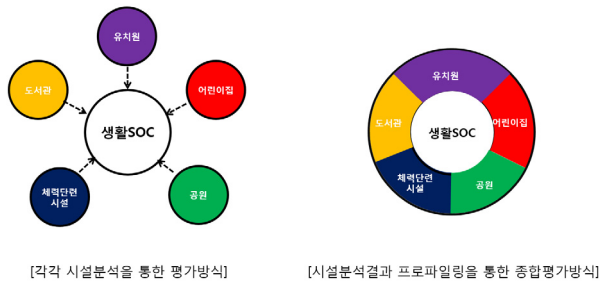 유치원
도서관
어린이집
생활SOC
체력단련
시설
공원
[각각 시설분석을 통한 평가방식]
유치원
도서관
어린이집
생활SOC
체력단련
시설
공원
[시설분석결과 프로파일링을 통한 종합평가방식]